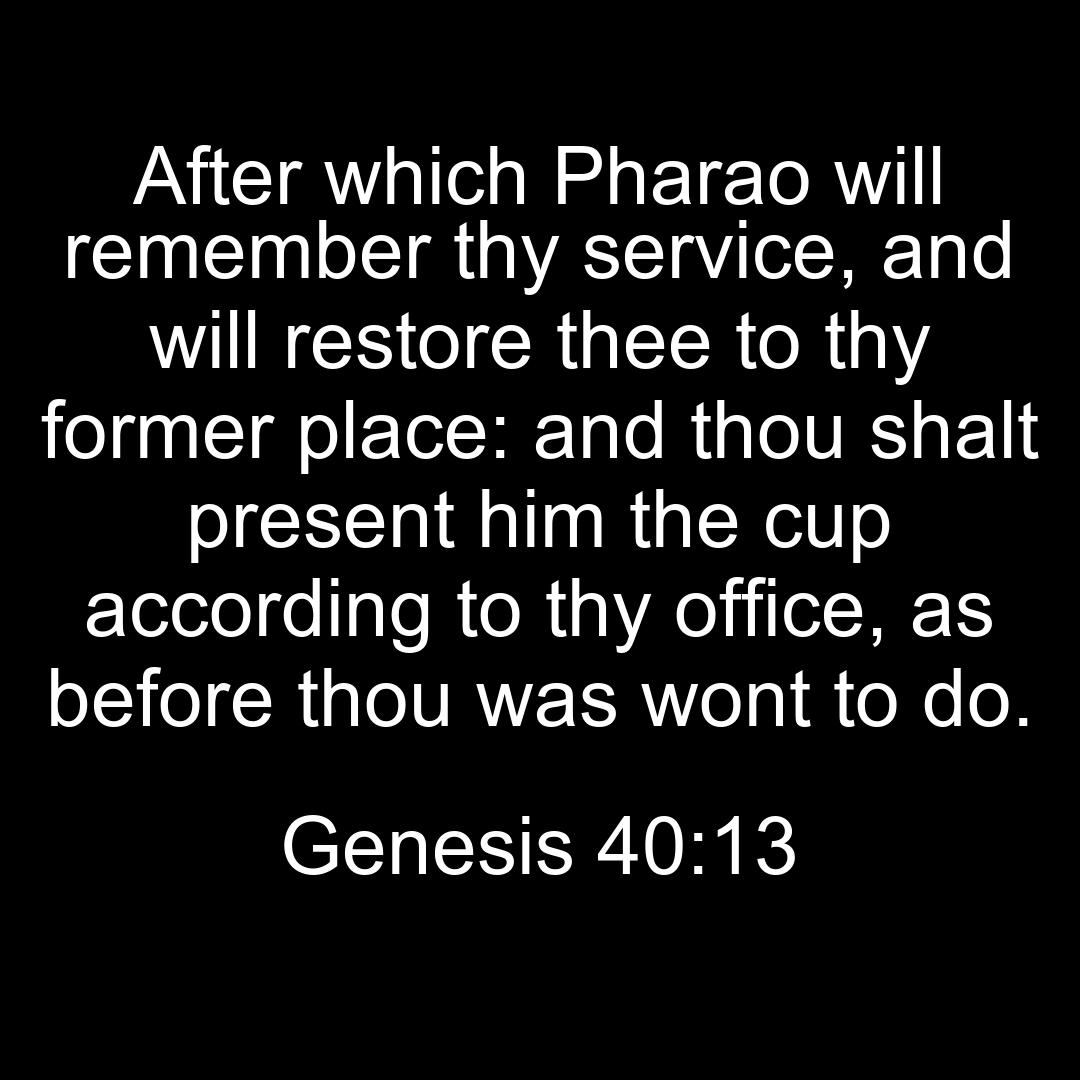 After which Pharao will
remember thy service, and
will restore thee to thy
former place: and thou shalt
present him the cup
according to thy office, as
before thou was wont to do.
Genesis 40:13